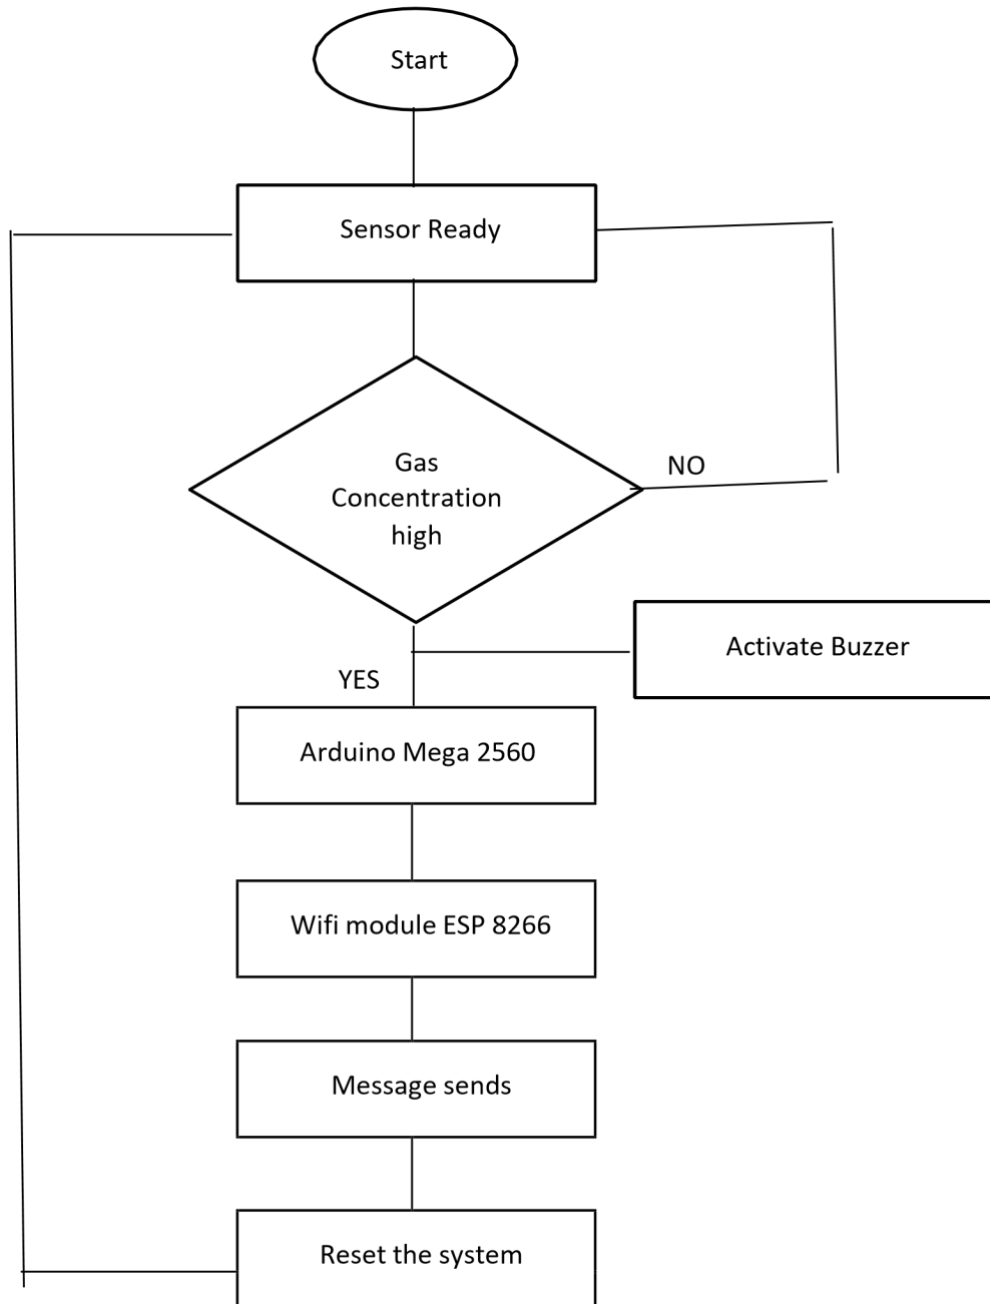 Start
Sensor Ready
Gas
Concentration
high
NO
Activate Buzzer
YES
Arduino Mega 2560
Wifi module ESP 8266
Message sends
Reset the system